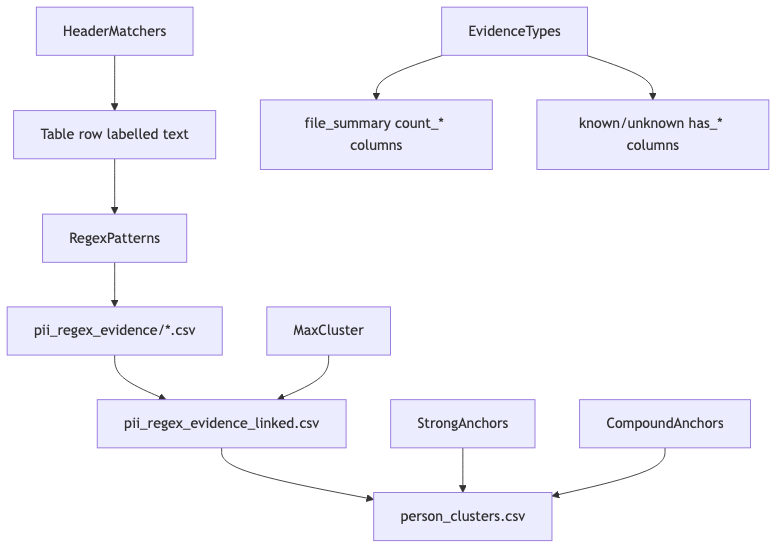 HeaderMatchers
EvidenceTypes
Table row labelled text
file_summary count_*
columns
known/unknown has_*
columns
RegexPatterns
pii_regex_evidence/*.csv
MaxCluster
pii_regex_evidence_linked.csv
StrongAnchors
CompoundAnchors
person_clusters.csv